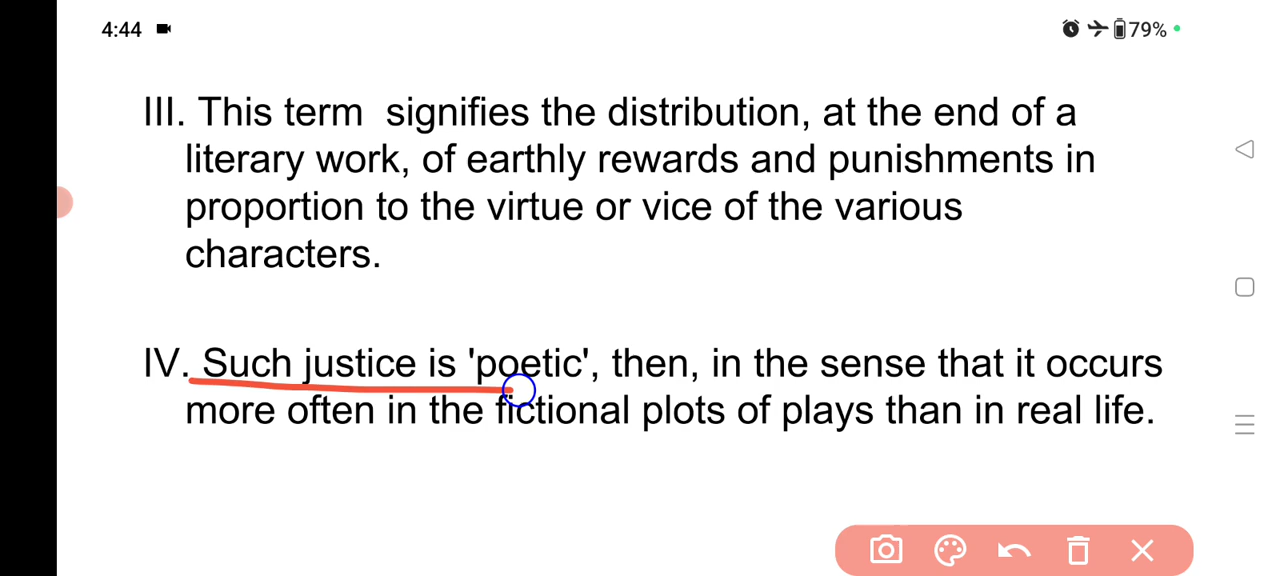 4:44
79%
III. This term signifies the distribution, at the end of a
literary work, of earthly rewards and punishments in
proportion to the virtue or vice of the various
characters.
IV. Such justice is 'poetic', then, in the sense that it occurs
more often in the fictional plots of plays than in real life.